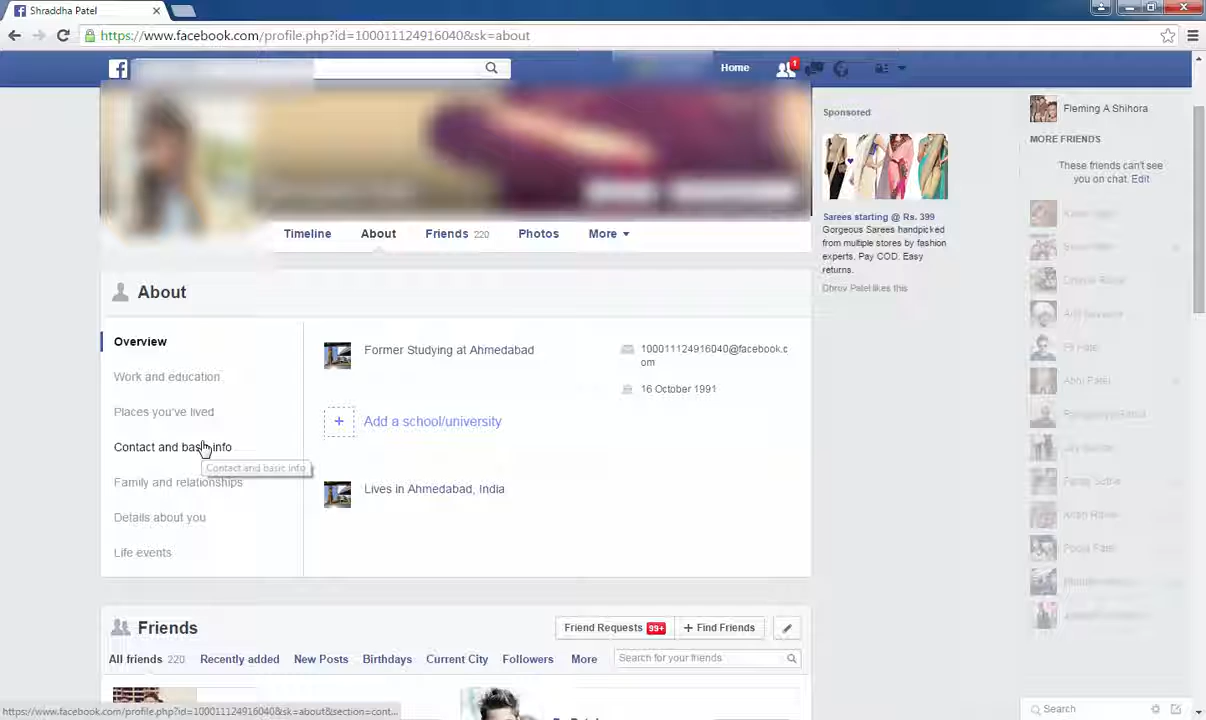 Shraddha Patel
https://www.facebook.com/profile.php?id=100011124916040&sk=about
Home
1
Timeline
About
Friends 220
Photos
More
About
Overview
Work and education
Places you've lived
Contact and basic info
Contact and basic info
Family and relationships
Details about you
Life events
Former Studying at Ahmedabad
100011124916040@facebook.c
om
16 October 1991
+ Add a school/university
Lives in Ahmedabad, India
Friends
Friend Requests 99+
+ Find Friends
All friends 220
Recently added
New Posts
Birthdays
Current City
Followers
More
Search for your friends
Sponsored
Sarees starting @ Rs. 399
Gorgeous Sarees handpicked
from multiple stores by fashion
experts. Pay COD. Easy
returns.
Dhruv Patel likes this
Fleming A Shihora
MORE FRIENDS
These friends can't see
you on chat. Edit
Search
https://www.facebook.com/profile.php?id=100011124916040&sk=about&section=cont...